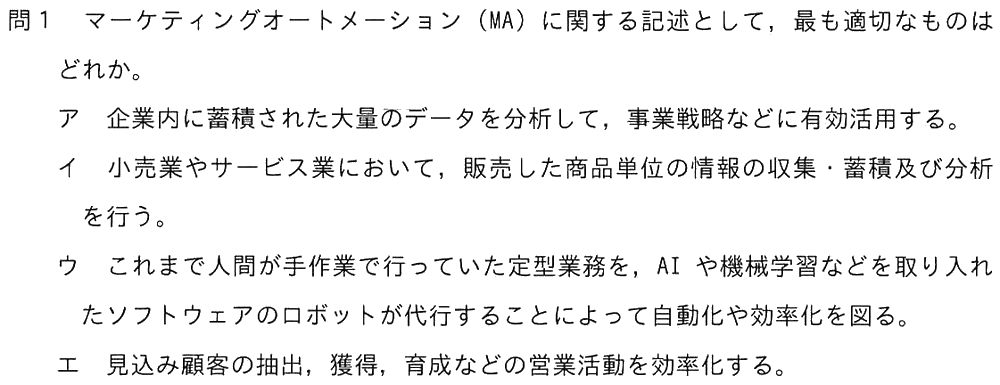 問1 マーケティングオートメーション（MA）に関する記述として，最も適切なものは
どれか。
ア 企業内に蓄積された大量のデータを分析して，事業戦略などに有効活用する。
イ 小売業やサービス業において，販売した商品単位の情報の収集・蓄積及び分析
を行う。
ウ これまで人間が手作業で行っていた定型業務を，AI や機械学習などを取り入れ
たソフトウェアのロボットが代行することによって自動化や効率化を図る。
エ 見込み顧客の抽出，獲得，育成などの営業活動を効率化する。